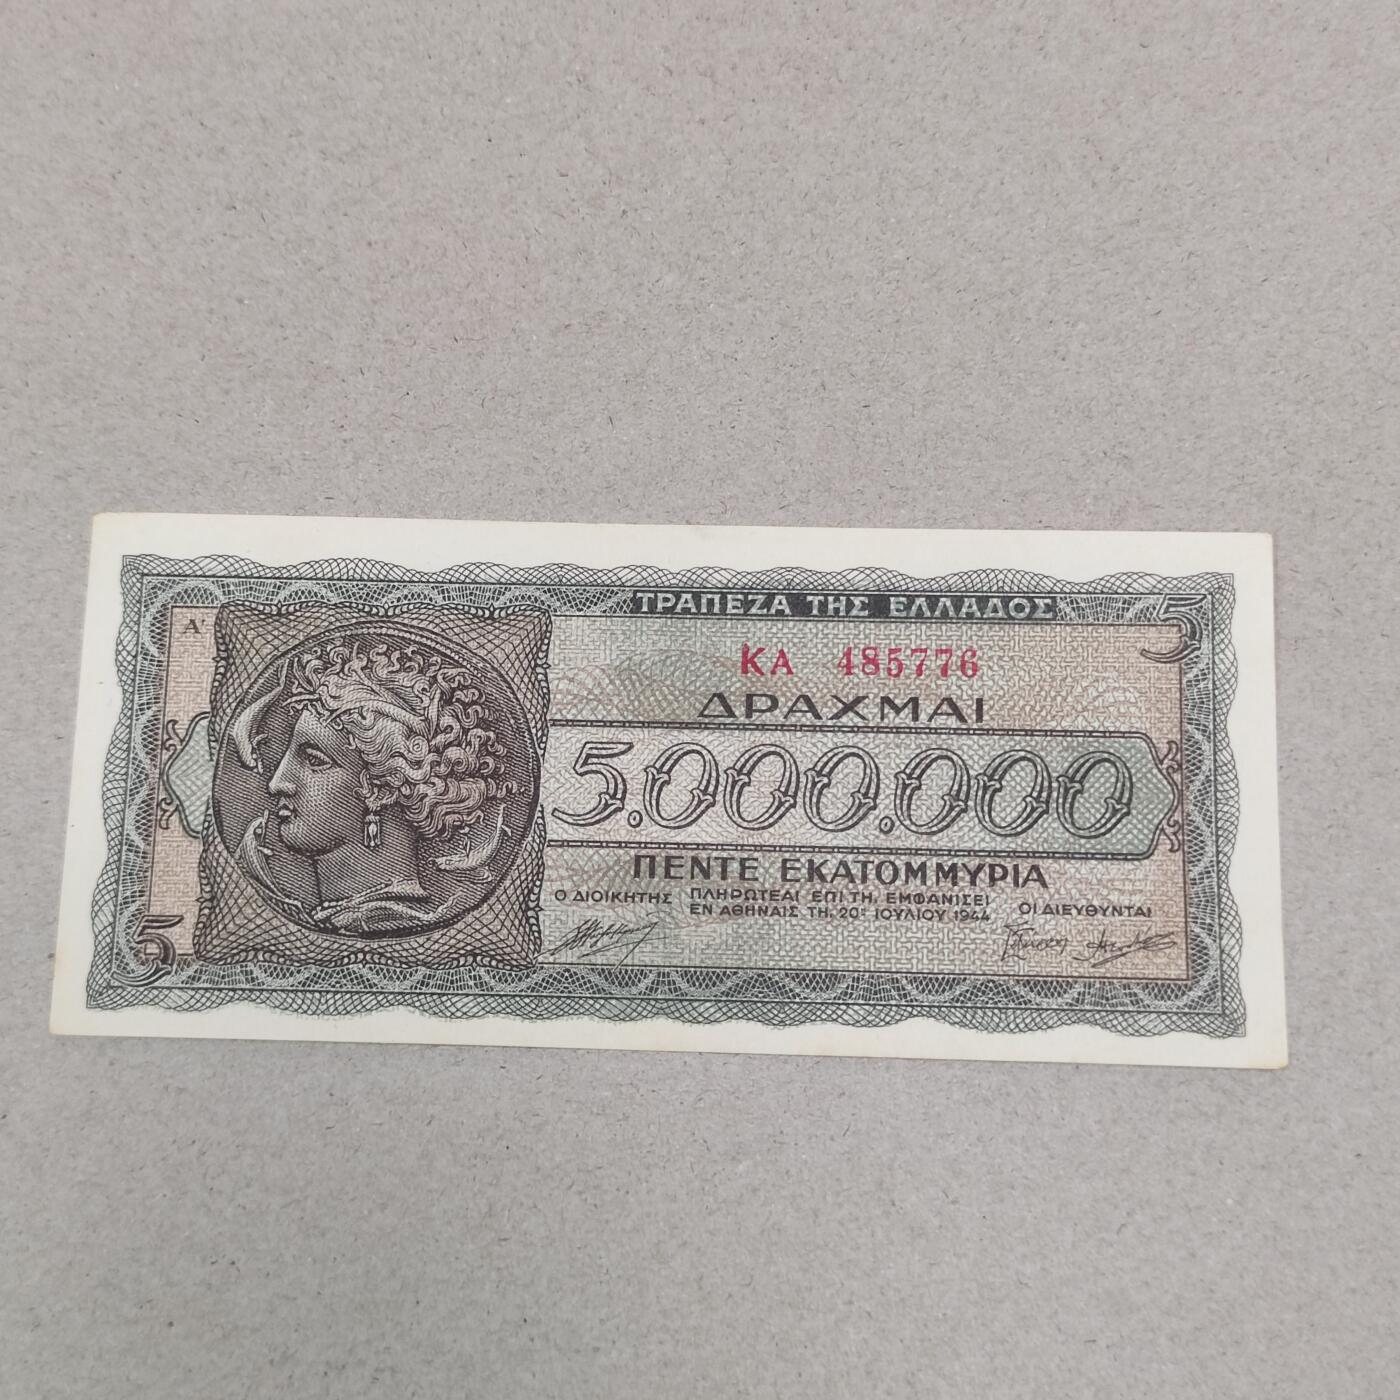 ΤΡΑΠΕΖΑ ΤΗΣ ΕΛΛΑΔΟΣ
5
Α'
ΚΑ 485776
ΔΡΑΧΜΑΙ
5.000.000
ΠΕΝΤΕ ΕΚΑΤΟΜΜΥΡΙΑ
Ο ΔΙΟΙΚΗΤΗΣ ΠΛΗΡΩΤΕΑΙ ΕΠΙ ΤΗ, ΕΜΦΑΝΙΣΕΙ
ΕΝ ΑΘΗΝΑΙΣ ΤΗ, 20ῃ ΙΟΥΛΙΟΥ 1944 ΟΙ ΔΙΕΥΘΥΝΤΑΙ
5